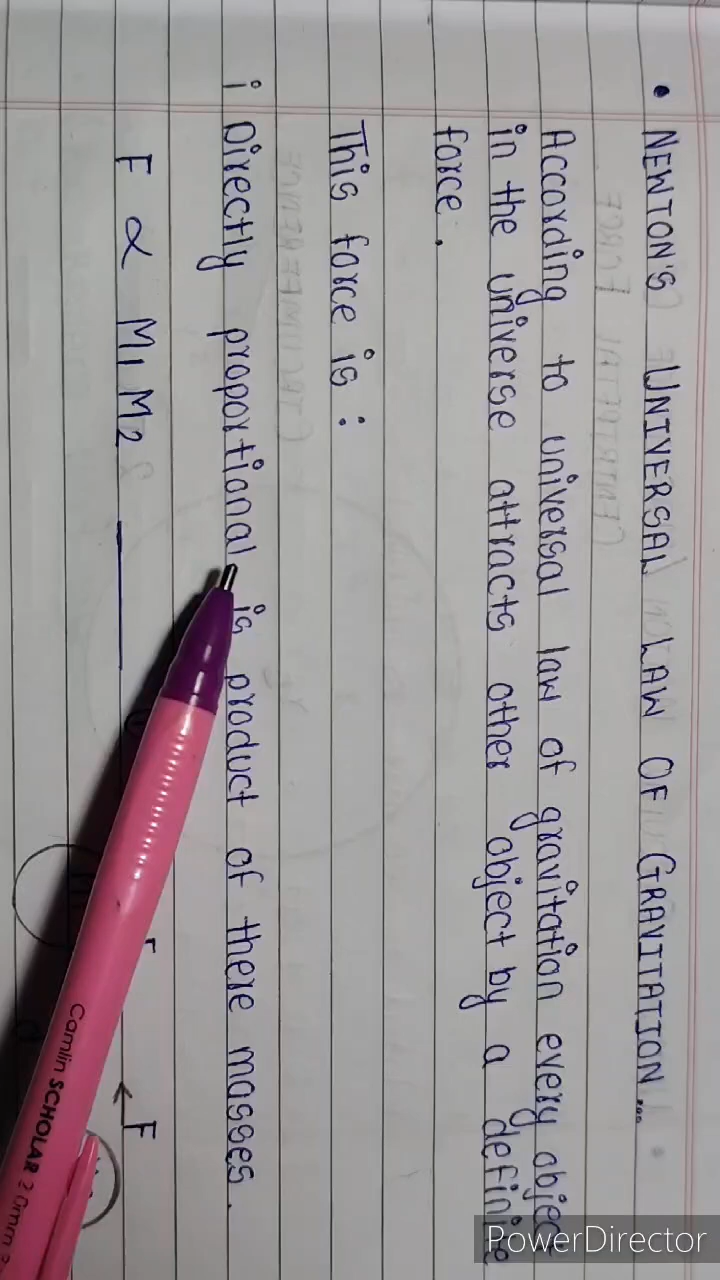 • NEWTON'S UNIVERSAL LAW OF GRAVITATION...
According to universal law of gravitation every object
in the universe attracts other object by a definite
force.
This force is :
i Directly proportional is product of there masses.
F ∝ M1 M2
F
F
Camlin SCHOLAR
PowerDirector